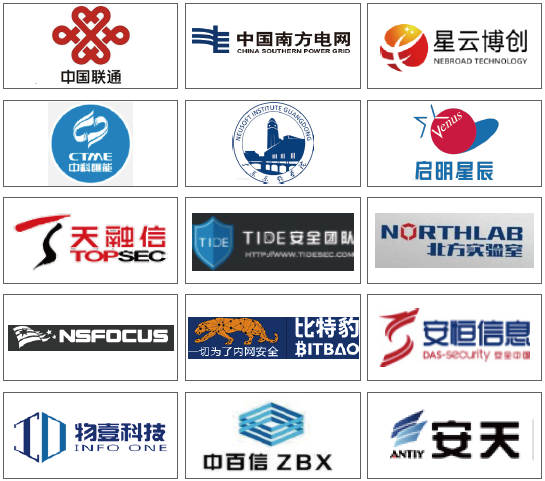 中国联通
中国南方电网
CHINA SOUTHERN POWER GRID
星云博创
NEBROAD TECHNOLOGY
CTME
中科汇能
NEUSOFT INSTITUTE GUANGDONG
Venus
启明星辰
天融信
TOPSEC
TIDE
TIDE安全团队
HTTP://WWW.TIDESEC.COM
NORTHLAB
北方实验室
NSFOCUS
一切为了内网安全
比特豹
BITBAO
安恒信息
DAS-security 安全中国
物壹科技
INFO ONE
中百信 ZBX
ANTIY 安天